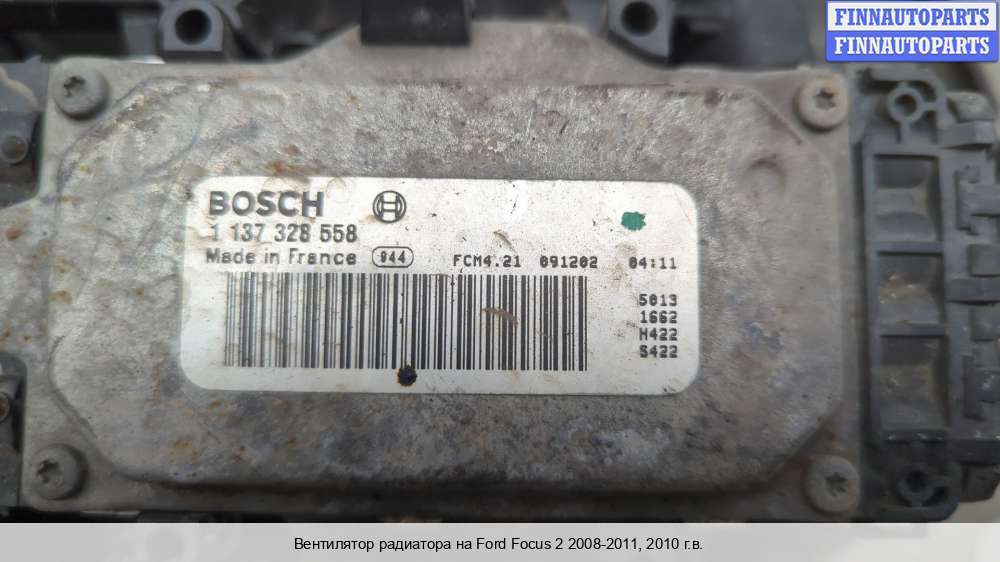 FINNAUTOPARTS
FINNAUTOPARTS
BOSCH
1 137 328 558
Made in France 944 FCM4.21 091202 04:11
5013
1662
H422
S422
Вентилятор радиатора на Ford Focus 2 2008-2011, 2010 г.в.